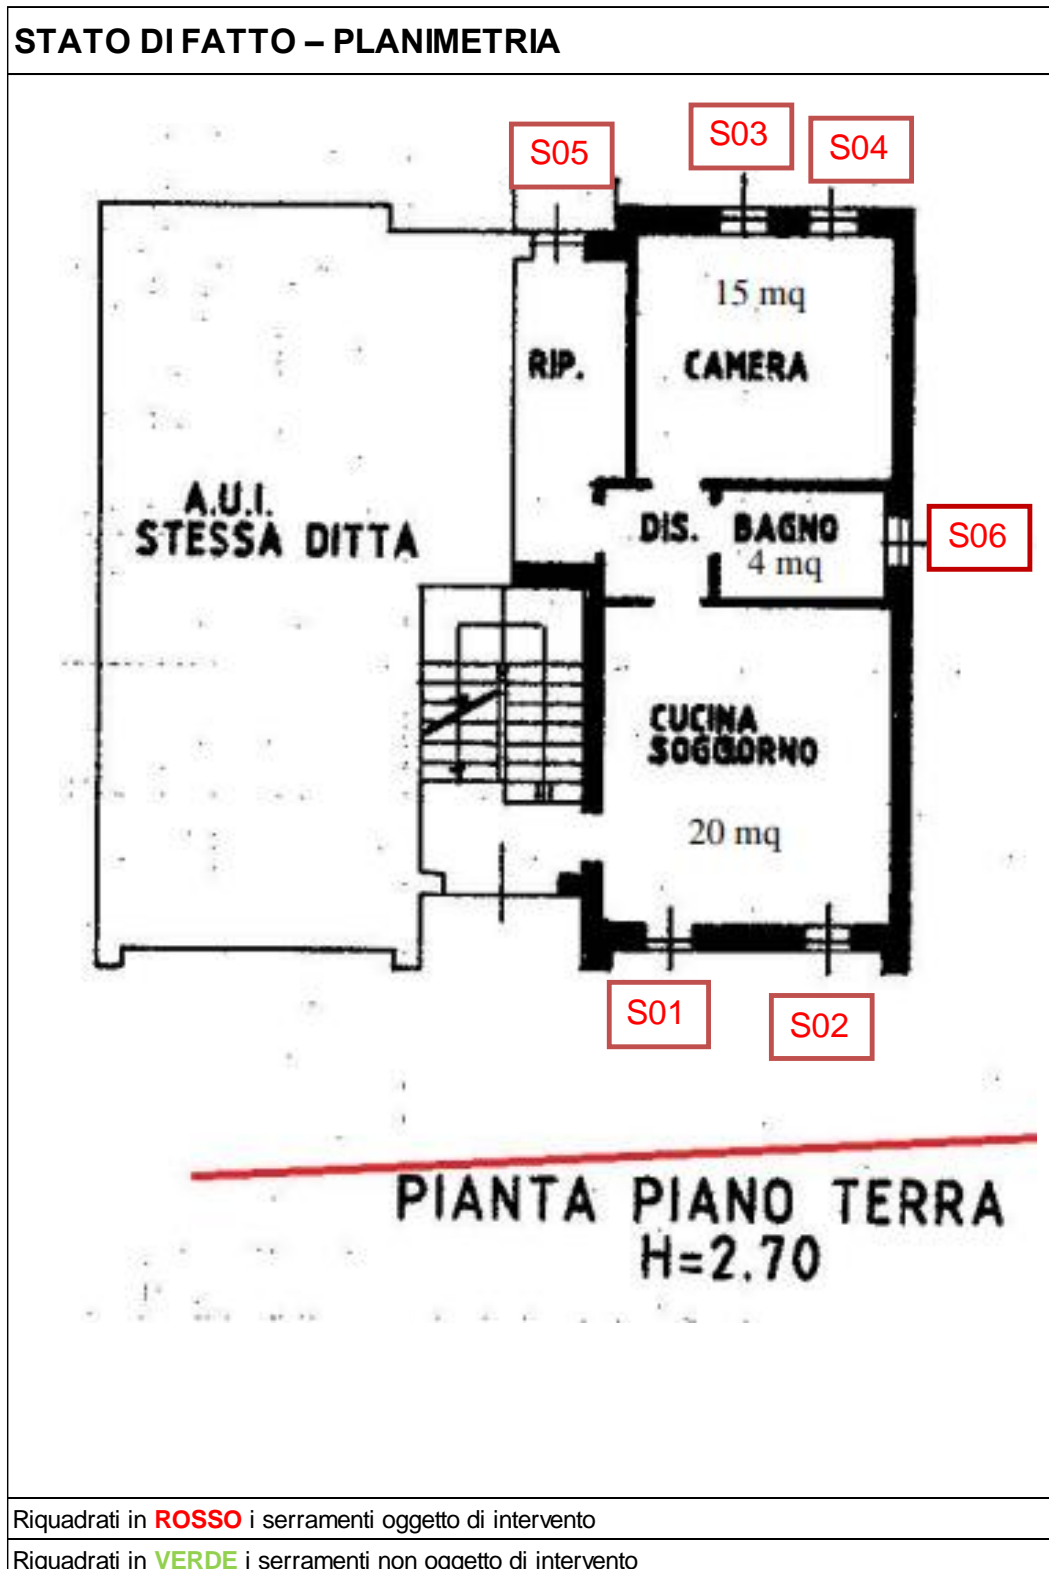 STATO DI FATTO – PLANIMETRIA
S05
S03
S04
15 mq
RIP.
CAMERA
A.U.I.
STESSA DITTA
DIS.
BAGNO
4 mq
S06
CUCINA
SOGGIORNO
20 mq
S01
S02
PIANTA PIANO TERRA
H=2.70
Riquadrati in ROSSO i serramenti oggetto di intervento
Riquadrati in VERDE i serramenti non oggetto di intervento